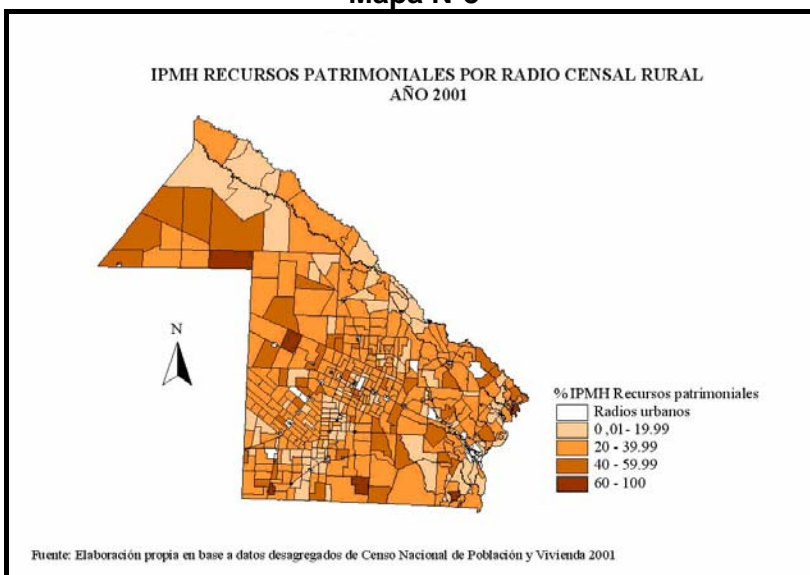 IPMH RECURSOS PATRIMONIALES POR RADIO CENSAL RURAL
AÑO 2001
N
% IPMH Recursos patrimoniales
Radios urbanos
0 ,01- 19.99
20 - 39.99
40 - 59.99
60 - 100
Fuente: Elaboración propia en base a datos desagregados de Censo Nacional de Población y Vivienda 2001